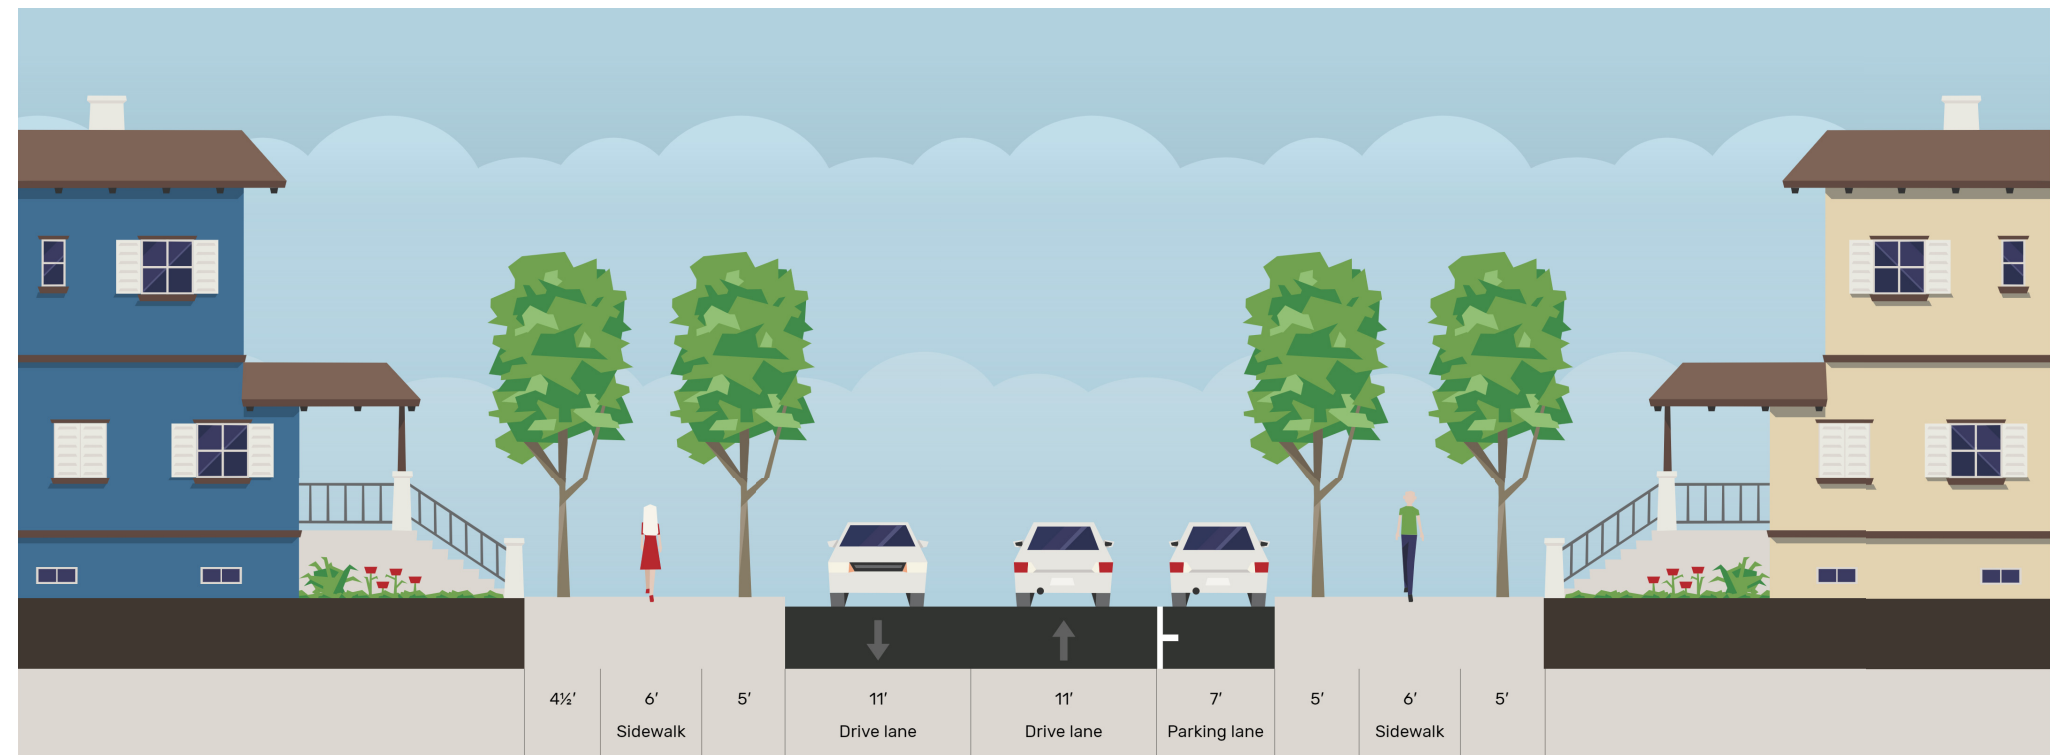 4½′ 6′ 5′ 11′ 11′ 7′ 5′ 6′ 5′
Sidewalk Drive lane Drive lane Parking lane Sidewalk